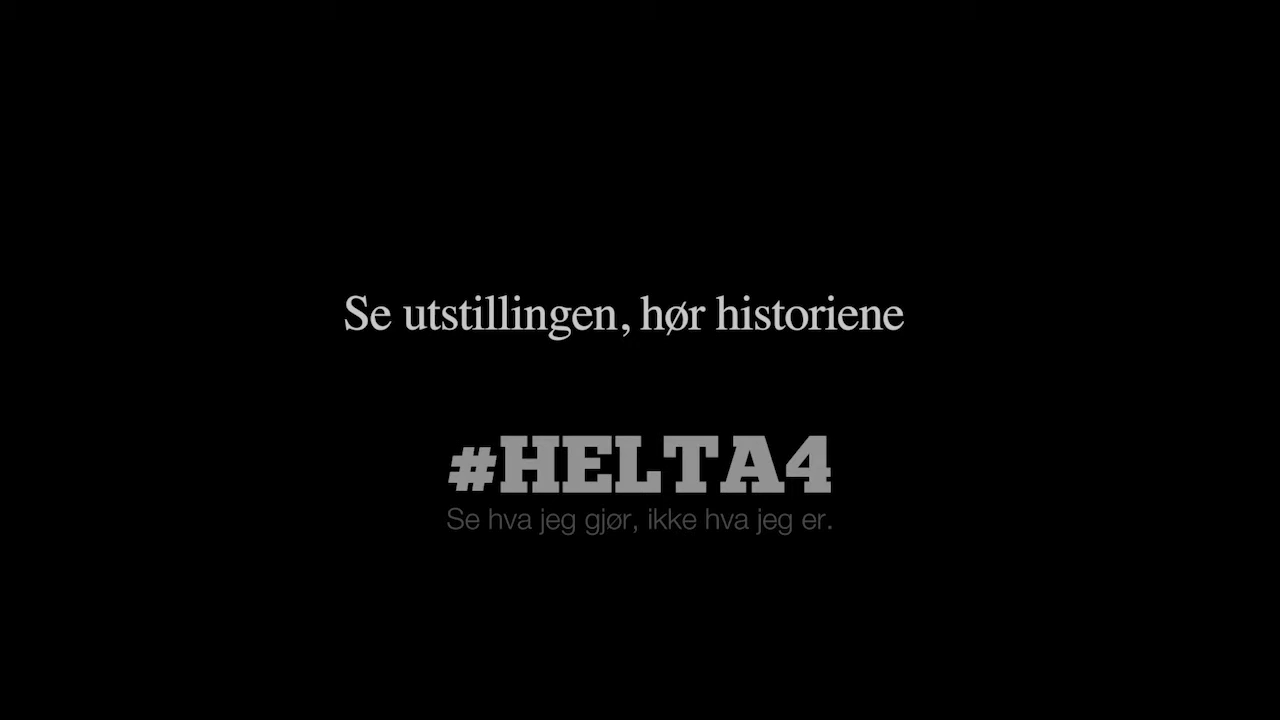 Se utstillingen, hør historiene
#HELTA4
Se hva jeg gjør, ikke hva jeg er.